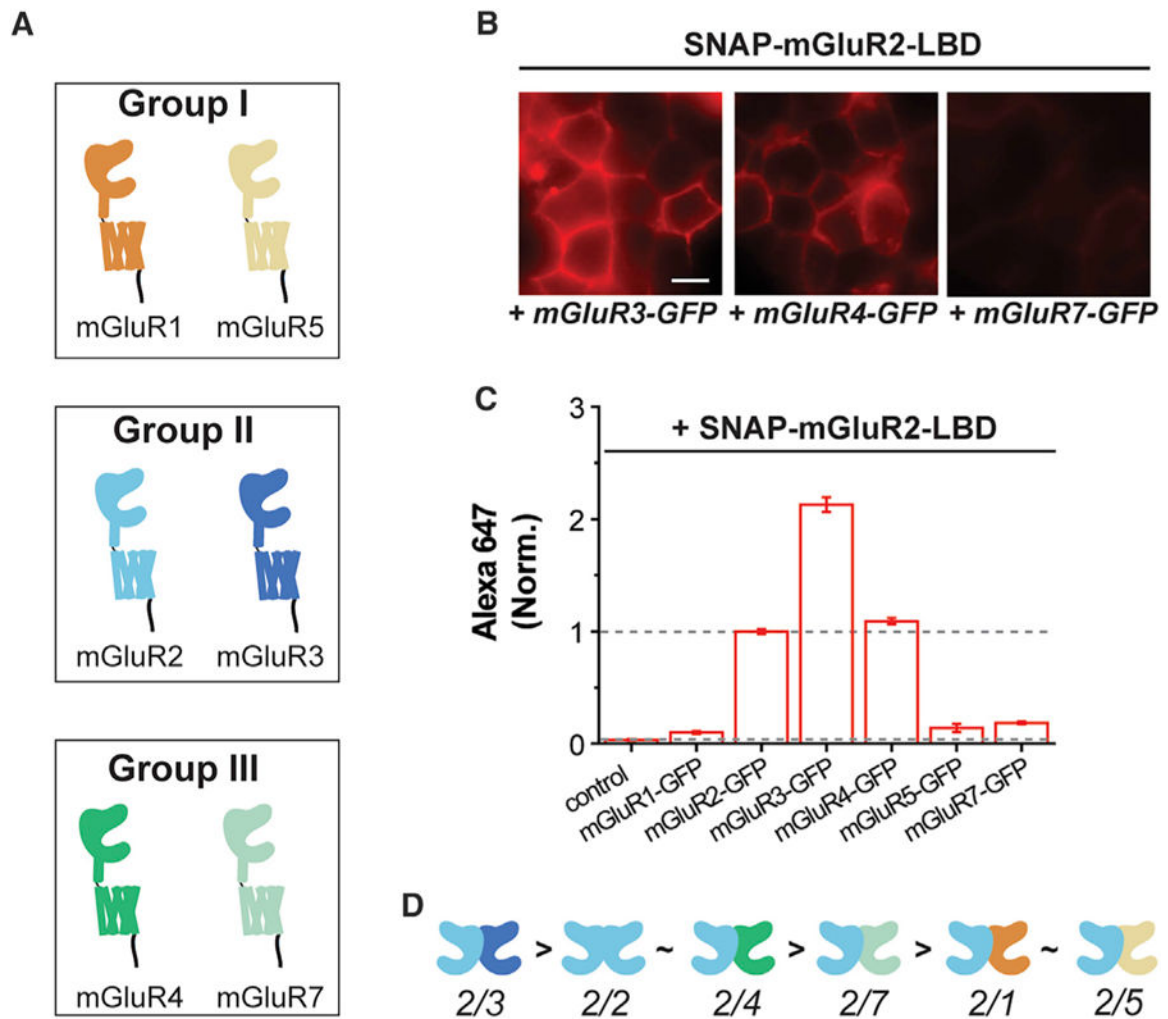 A
Group I
mGluR1 mGluR5
Group II
mGluR2 mGluR3
Group III
mGluR4 mGluR7
B
SNAP-mGluR2-LBD
+ mGluR3-GFP + mGluR4-GFP + mGluR7-GFP
C
+ SNAP-mGluR2-LBD
Alexa 647
(Norm.)
3
2
1
0
control
mGluR1-GFP
mGluR2-GFP
mGluR3-GFP
mGluR4-GFP
mGluR5-GFP
mGluR7-GFP
D
> ~ > > ~
2/3 2/2 2/4 2/7 2/1 2/5